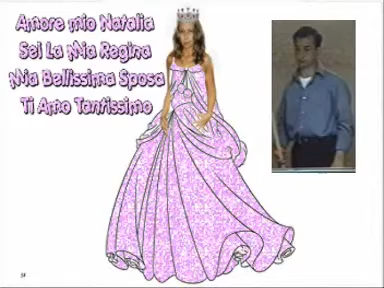 Amore mio Natalia
Sei La Mia Regina
Mia Bellissima Sposa
Ti Amo Tantissimo